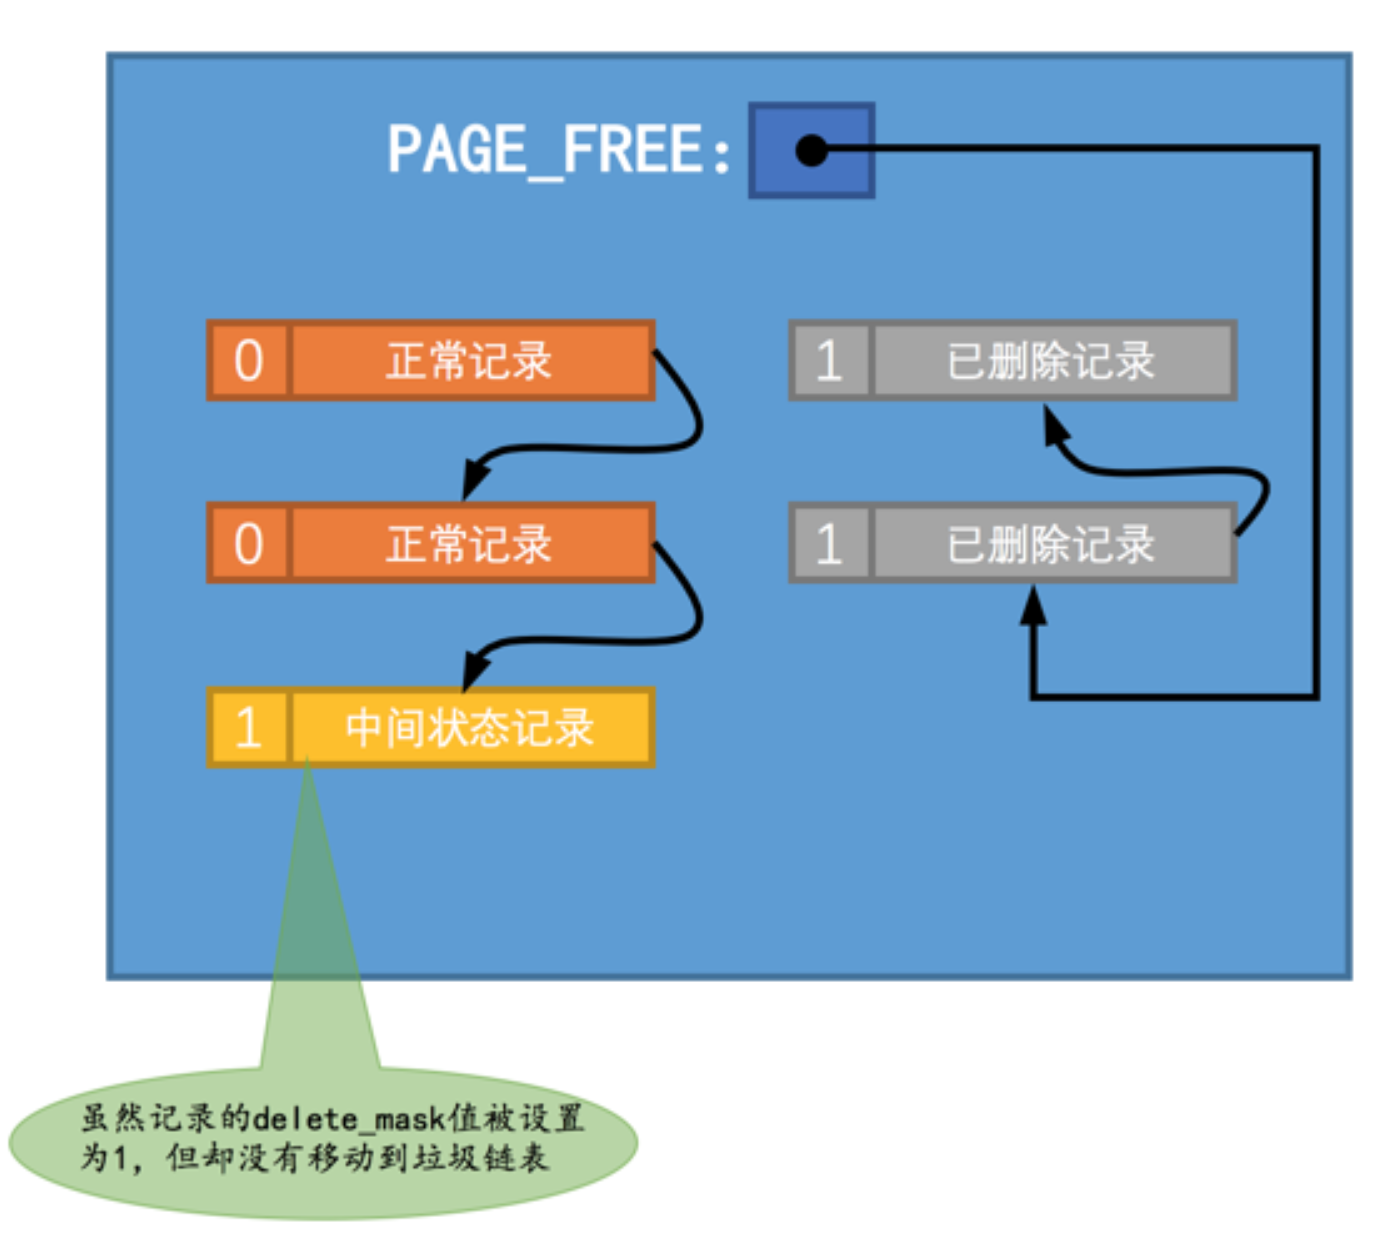 PAGE_FREE:
0 正常记录
1 已删除记录
0 正常记录
1 已删除记录
1 中间状态记录
虽然记录的delete_mask值被设置
为1，但却没有移动到垃圾链表